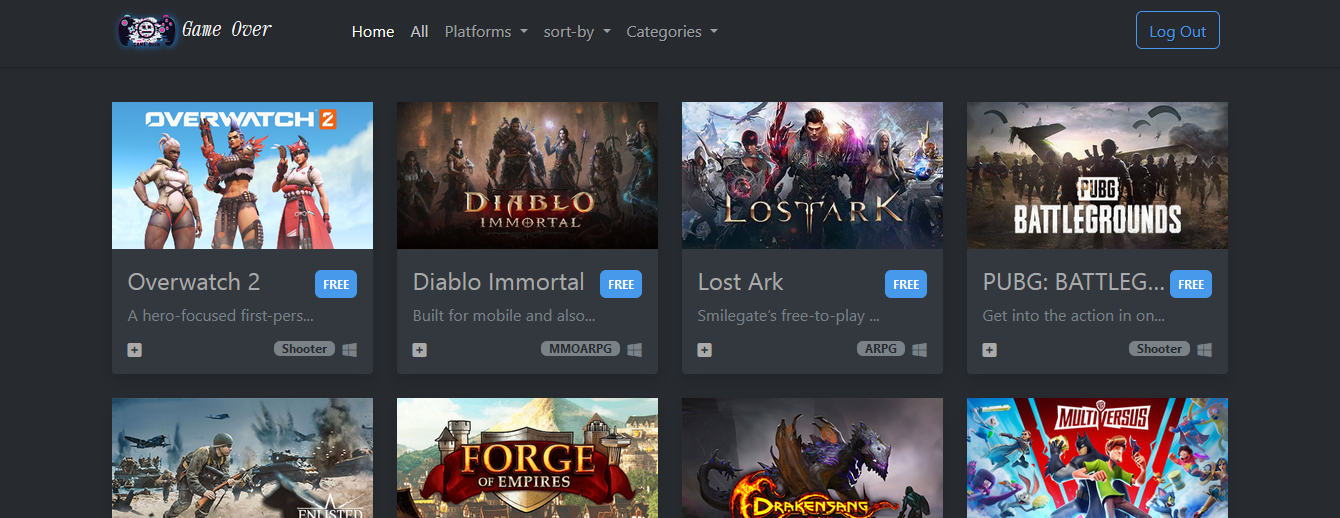 Game Over
Home All Platforms sort-by Categories
Log Out
OVERWATCH 2
DIABLO
IMMORTAL
LOST ARK
PUBG
BATTLEGROUNDS
Overwatch 2 FREE
A hero-focused first-pers...
Shooter
Diablo Immortal FREE
Built for mobile and also...
MMOARPG
Lost Ark FREE
Smilegate’s free-to-play ...
ARPG
PUBG: BATTLEG... FREE
Get into the action in on...
Shooter
ENLISTED
FORGE
OF EMPIRES
DRAKENSANG
MULTIVERSUS